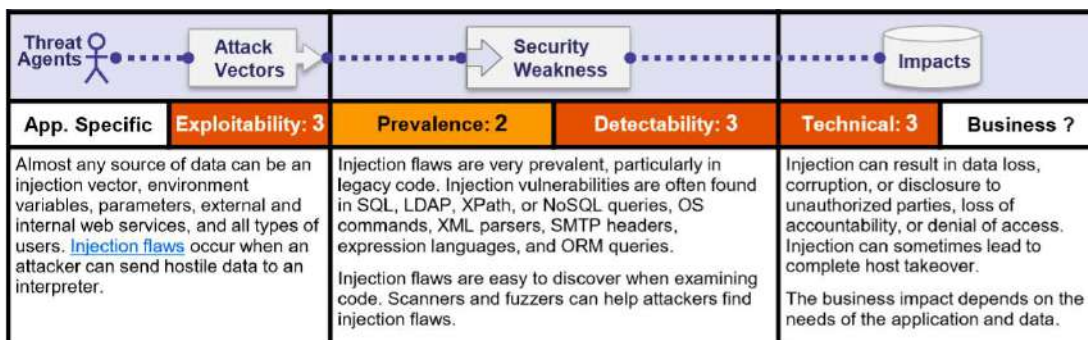 Threat
Agents
Attack
Vectors
Security
Weakness
Impacts
App. Specific
Exploitability: 3
Prevalence: 2
Detectability: 3
Technical: 3
Business ?
Almost any source of data can be an
injection vector, environment
variables, parameters, external and
internal web services, and all types of
users. Injection flaws occur when an
attacker can send hostile data to an
interpreter.
Injection flaws are very prevalent, particularly in
legacy code. Injection vulnerabilities are often found
in SQL, LDAP, XPath, or NoSQL queries, OS
commands, XML parsers, SMTP headers,
expression languages, and ORM queries.
Injection flaws are easy to discover when examining
code. Scanners and fuzzers can help attackers find
injection flaws.
Injection can result in data loss,
corruption, or disclosure to
unauthorized parties, loss of
accountability, or denial of access.
Injection can sometimes lead to
complete host takeover.
The business impact depends on the
needs of the application and data.